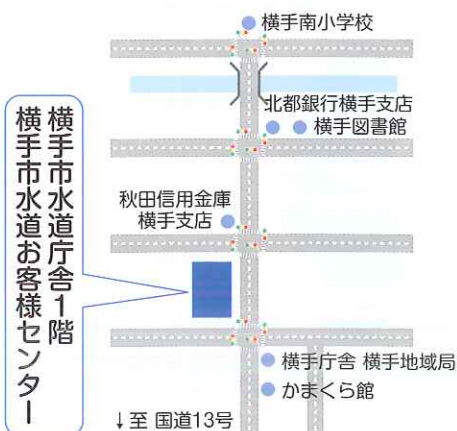 横手南小学校
北都銀行横手支店
横手図書館
秋田信用金庫
横手支店
横手市水道庁舎1階
横手市水道お客様センター
横手庁舎 横手地域局
かまくら館
↓至 国道13号